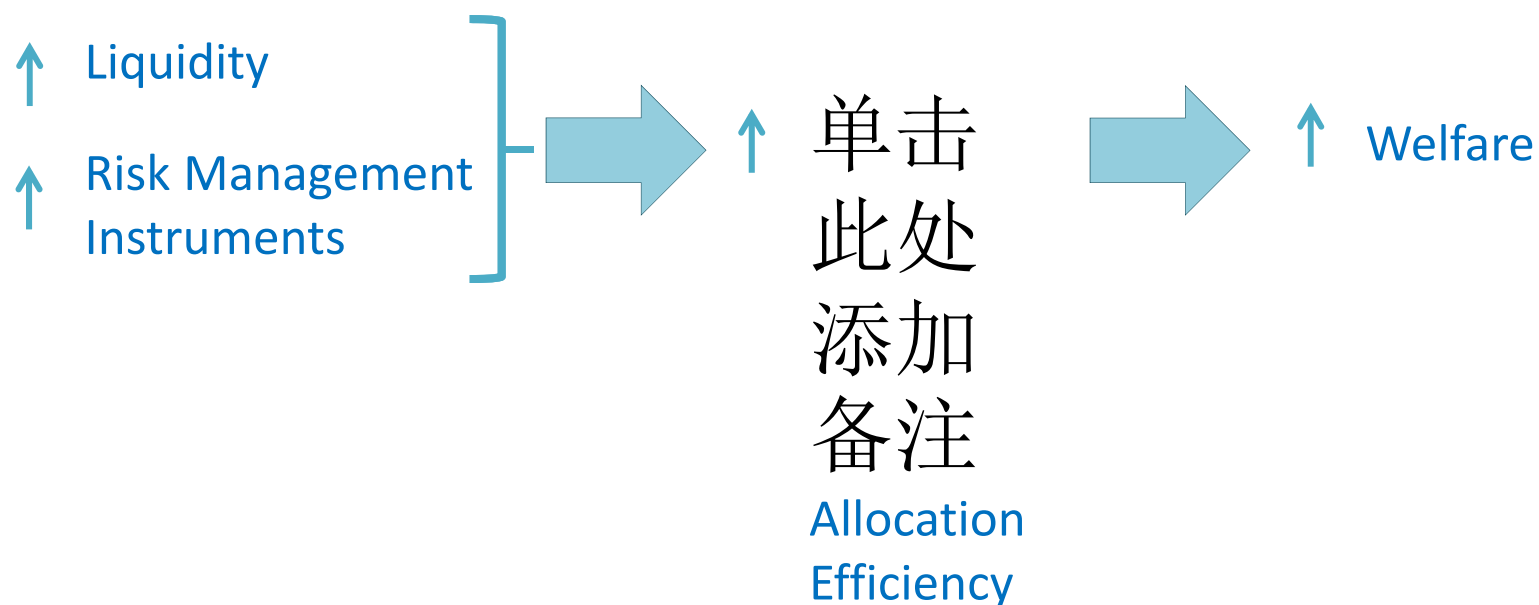 Liquidity
Risk Management
Instruments
单击
此处
添加
备注
Allocation
Efficiency
Welfare